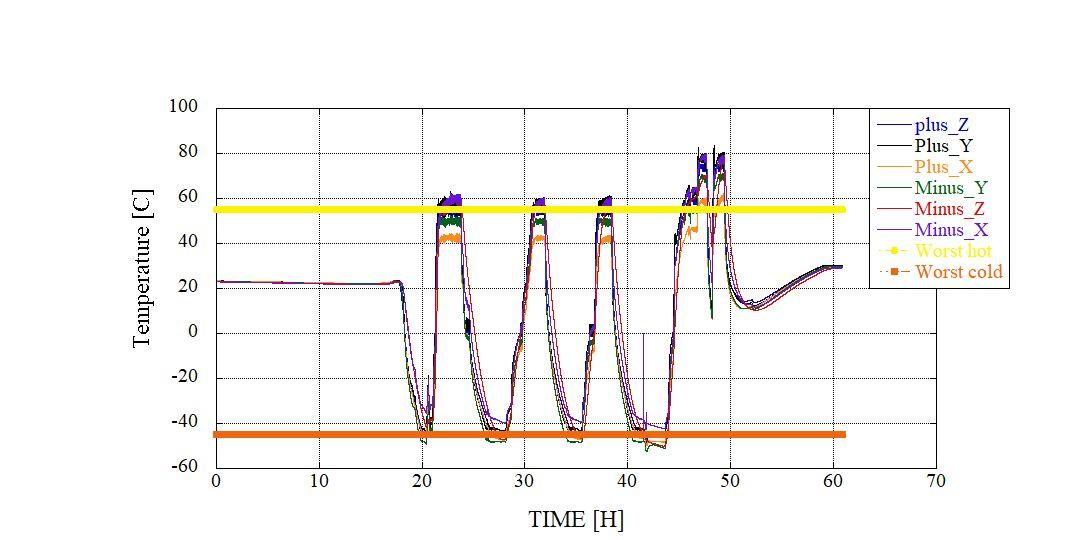 100
80
60
40
20
0
-20
-40
-60
Temperature [C]
0 10 20 30 40 50 60 70
TIME [H]
plus_Z
Plus_Y
Plus_X
Minus_Y
Minus_Z
Minus_X
Worst hot
Worst cold